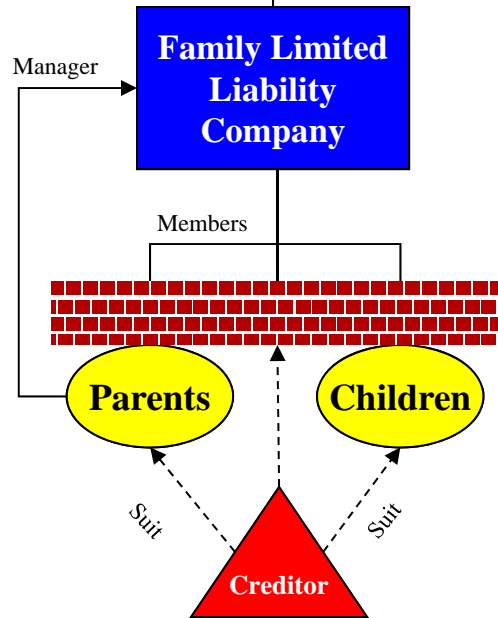 Family Limited
Liability
Company
Manager
Members
Parents
Children
Suit
Suit
Creditor